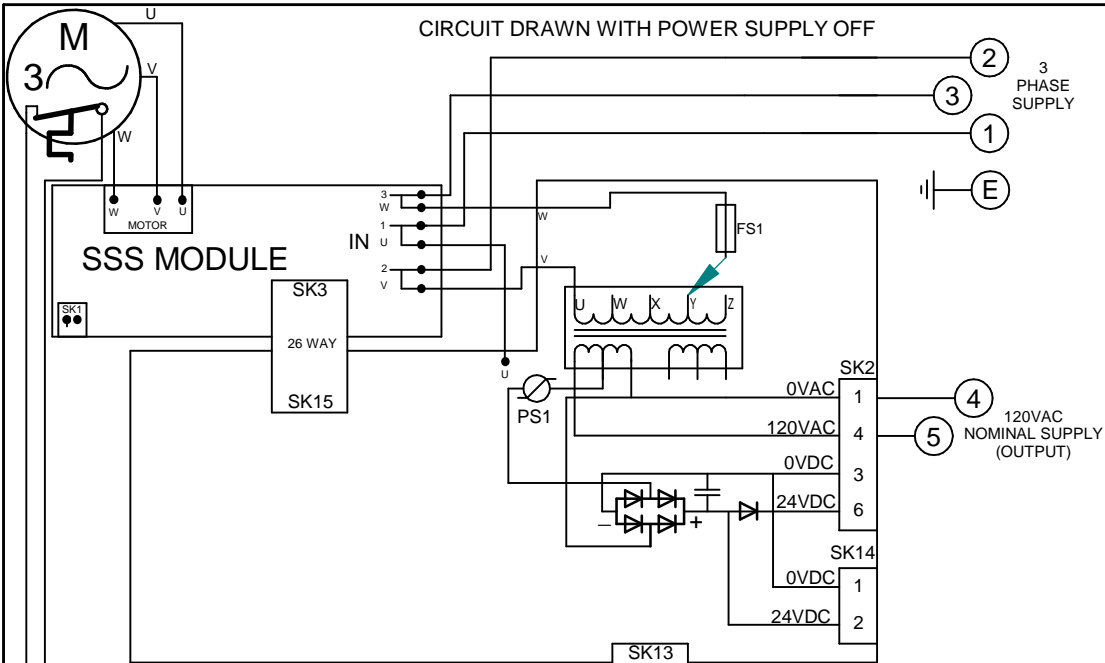 CIRCUIT DRAWN WITH POWER SUPPLY OFF
U
M
3
V
W
2
3
1
E
3
PHASE
SUPPLY
W
V
U
MOTOR
SSS MODULE
IN
3
W
1
U
2
V
W
V
FS1
SK1
SK3
26 WAY
SK15
U
W
X
Y
Z
U
PS1
SK2
0VAC
1
4
120VAC
4
5
120VAC
NOMINAL SUPPLY
(OUTPUT)
0VDC
3
24VDC
6
–
+
SK14
0VDC
1
24VDC
2
SK13